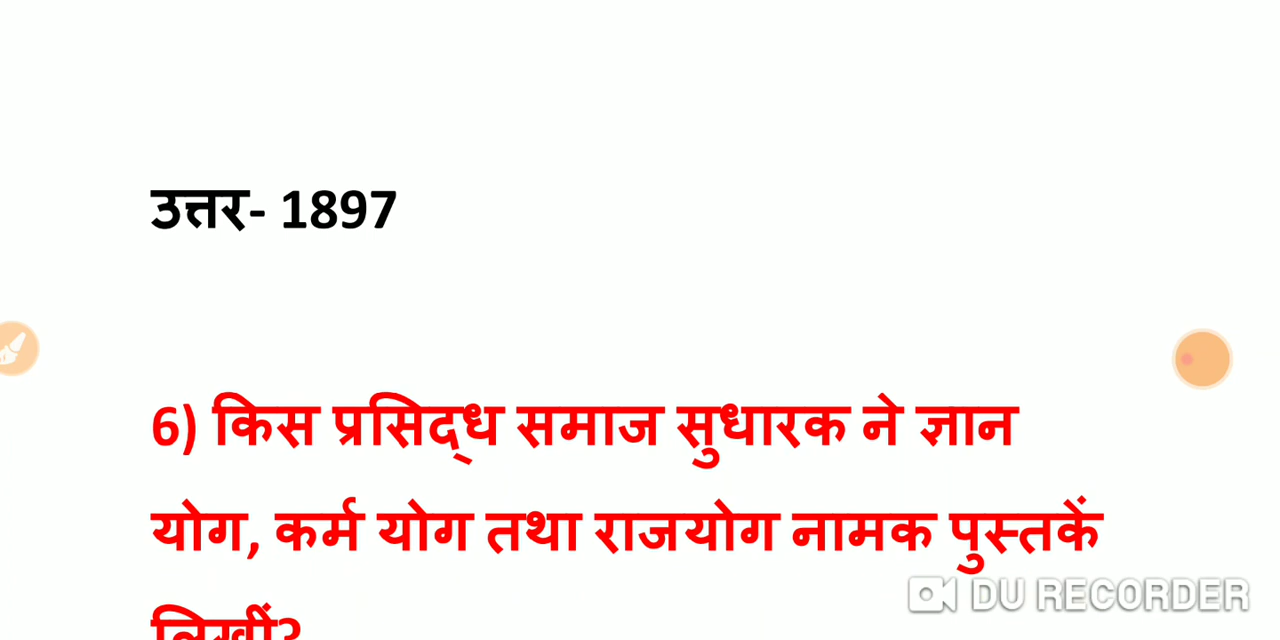 उत्तर- 1897
6) किस प्रसिद्ध समाज सुधारक ने ज्ञान
योग, कर्म योग तथा राजयोग नामक पुस्तकें
लिखीं?
DU RECORDER